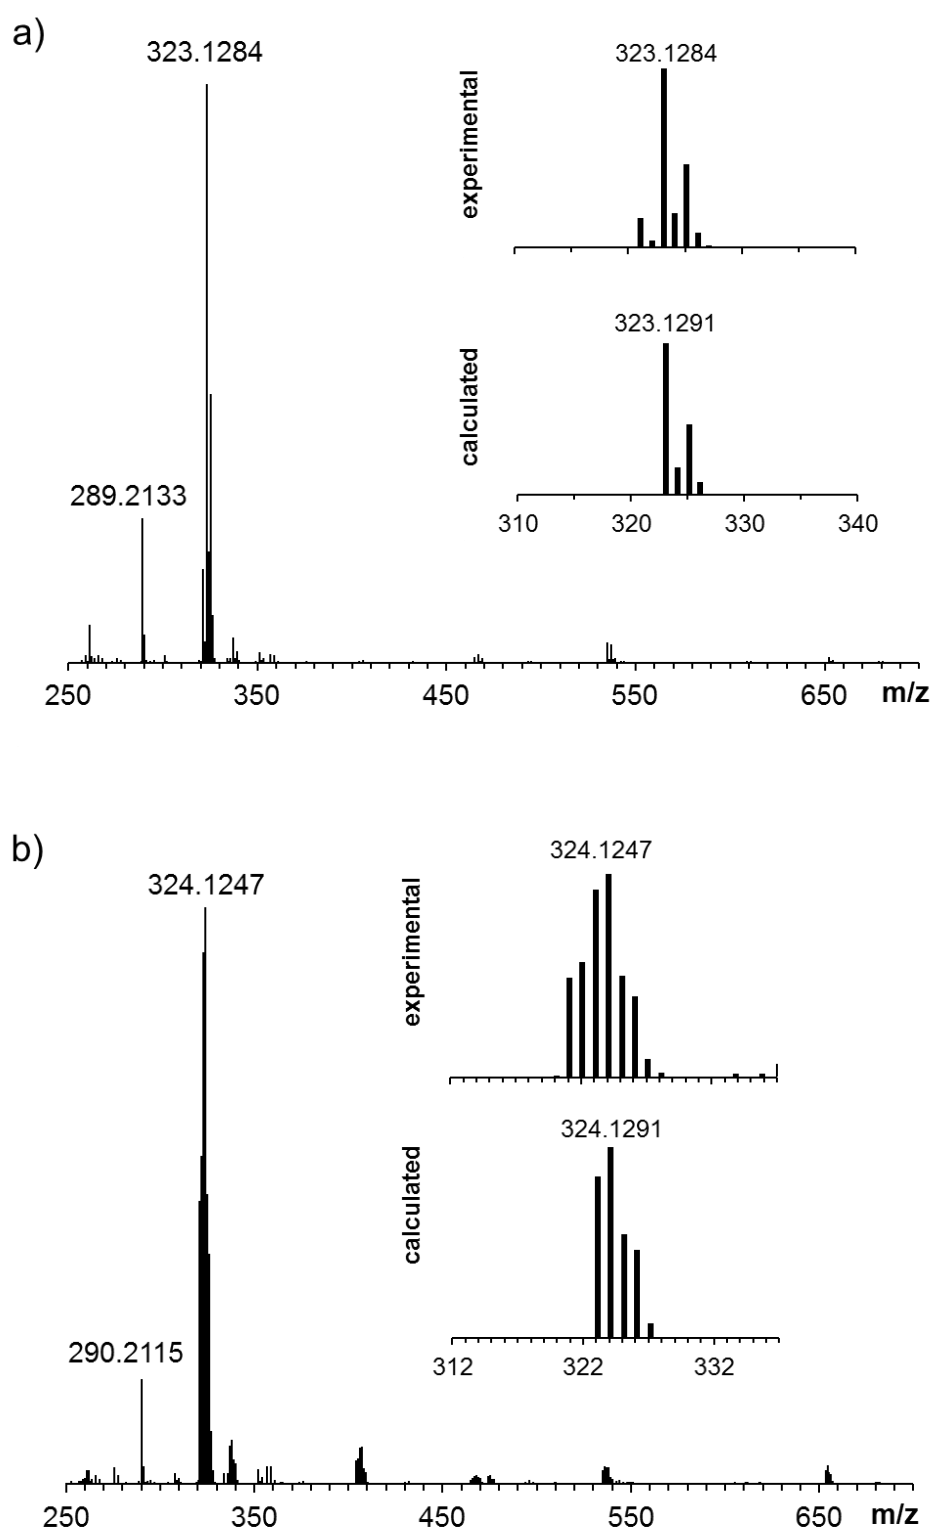 a)
323.1284
289.2133
experimental
323.1284
calculated
323.1291
310 320 330 340
250 350 450 550 650 m/z
b)
324.1247
290.2115
experimental
324.1247
calculated
324.1291
312 322 332
250 350 450 550 650 m/z